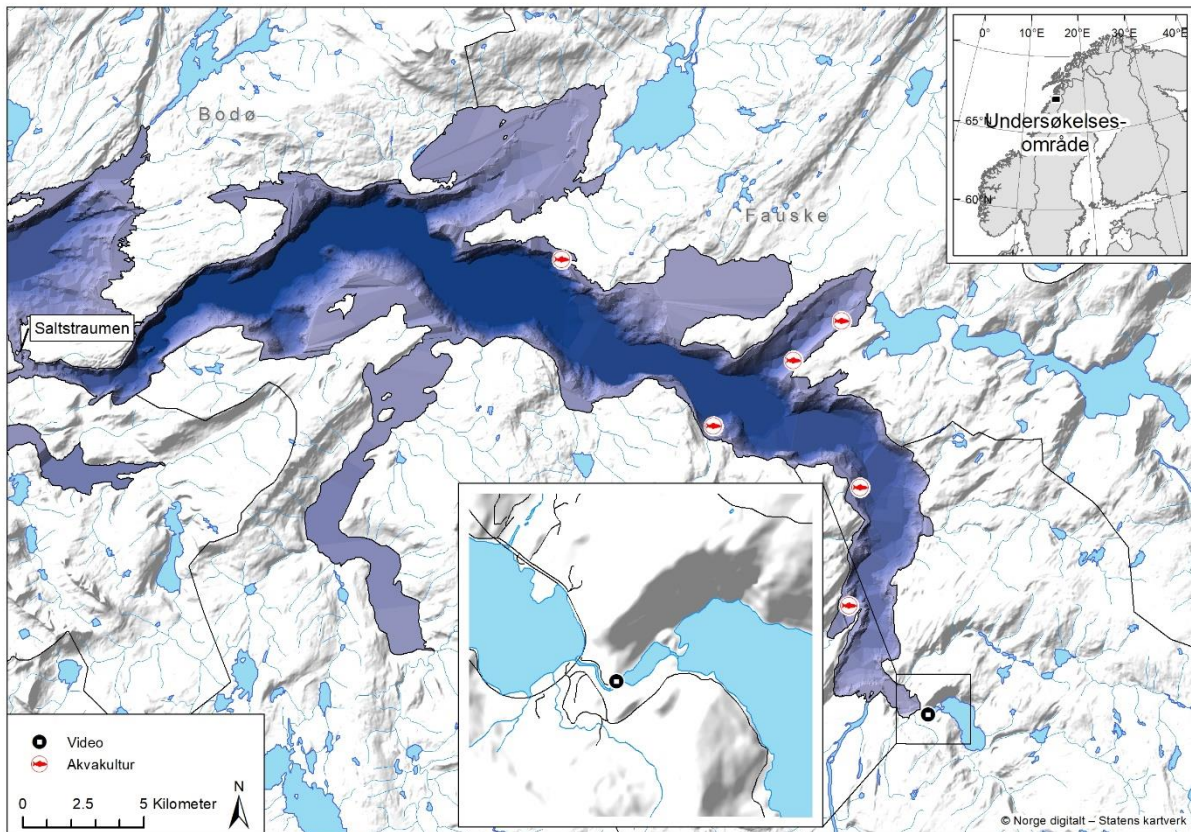 0°
10°E
20°E
30°E
40°E
65°N
60°N
Undersøkelses-
område
Bodø
Fauske
Saltstraumen
Video
Akvakultur
N
0 2.5 5 Kilometer
© Norge digitalt – Statens kartverk